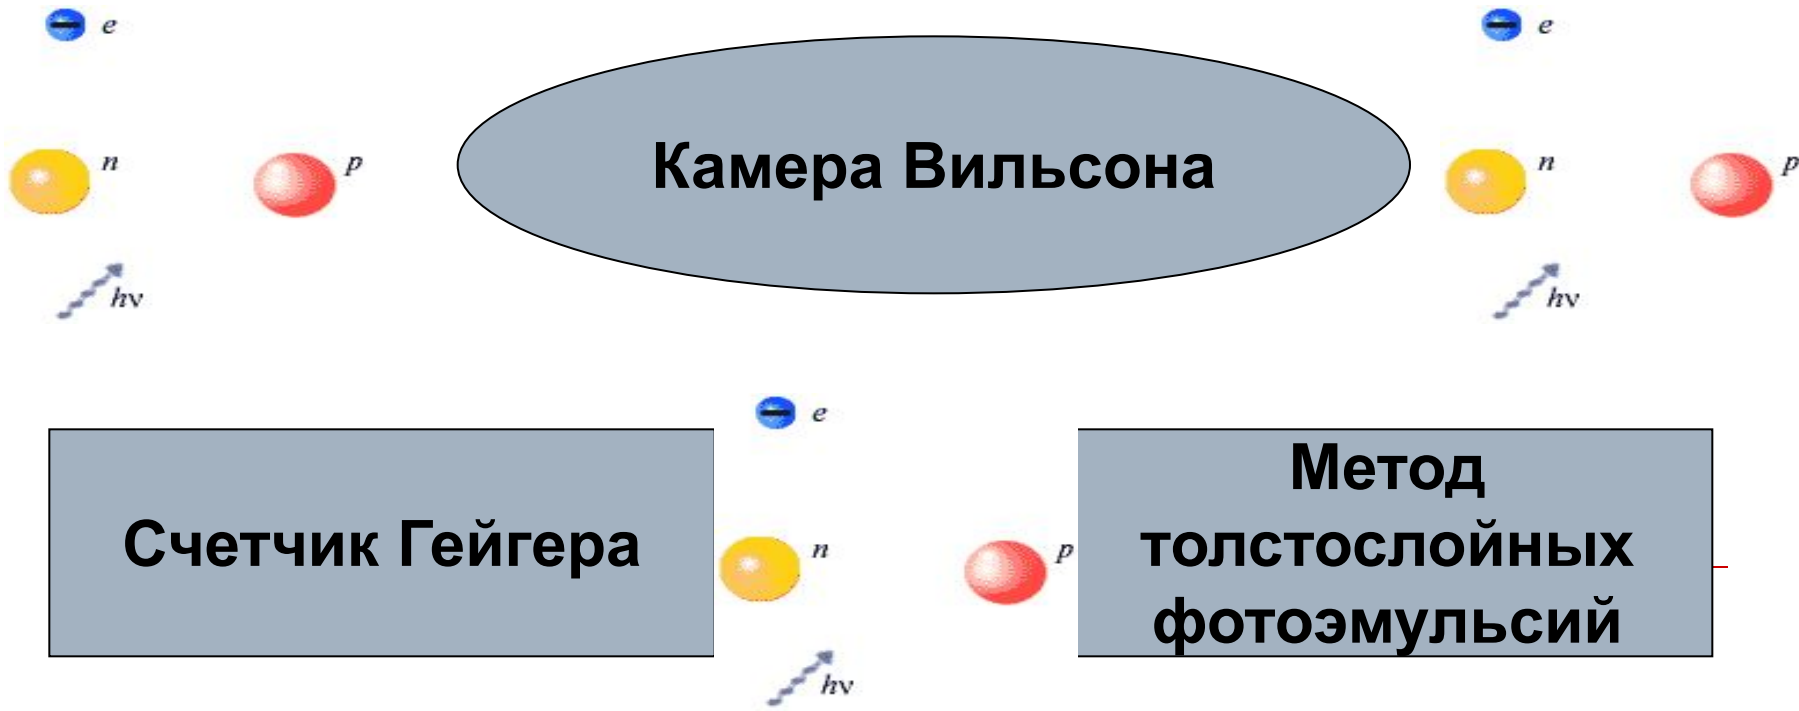 e
e
Камера Вильсона
n
p
n
p
hν
hν
e
Счетчик Гейгера
Метод
толстослойных
фотоэмульсий
n
p
hν